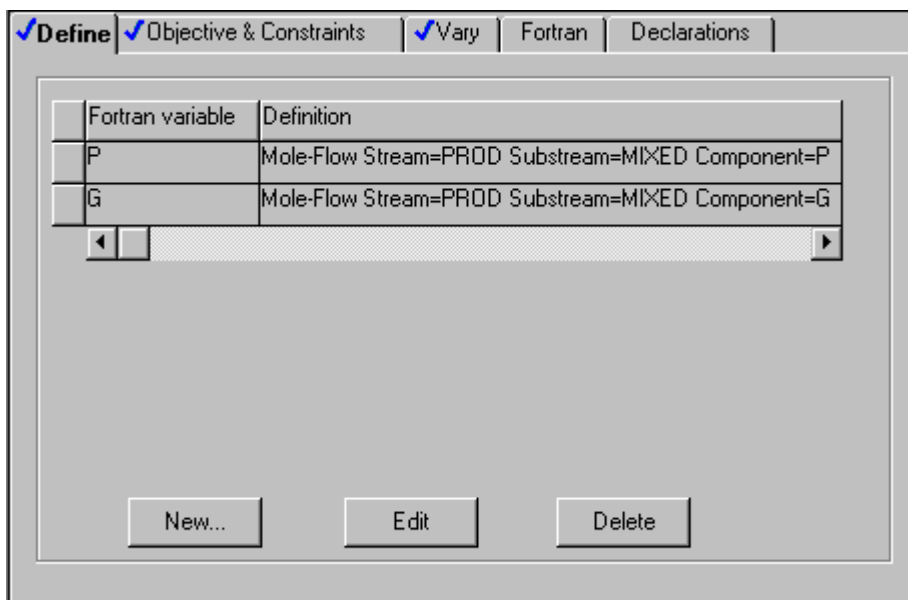 Define Objective & Constraints Vary Fortran Declarations
Fortran variable Definition
P Mole-Flow Stream=PROD Substream=MIXED Component=P
G Mole-Flow Stream=PROD Substream=MIXED Component=G
New... Edit Delete